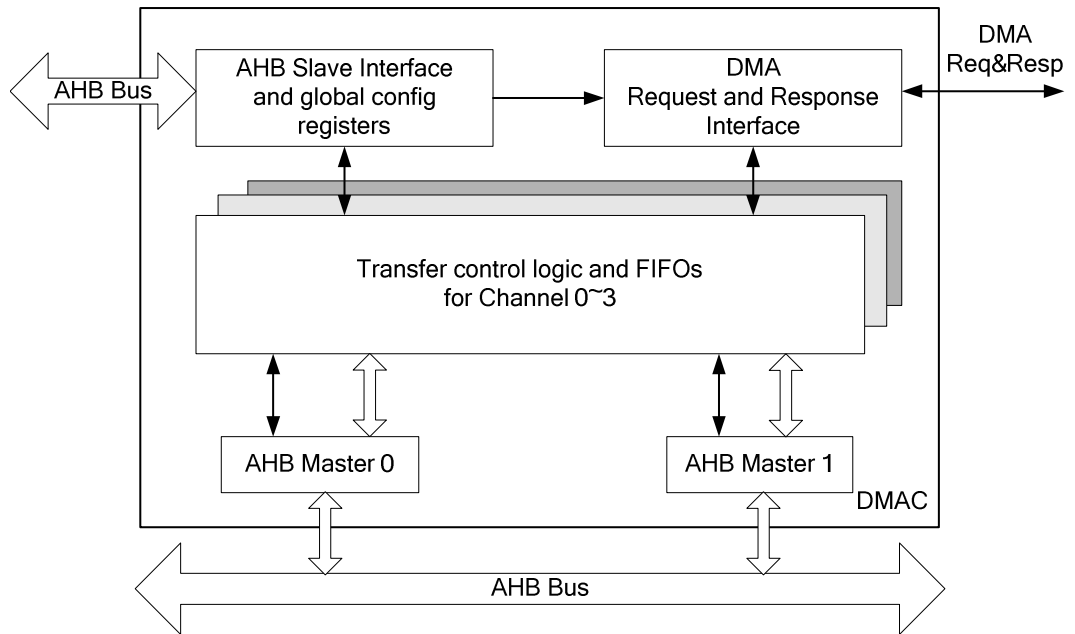 AHB Bus
AHB Slave Interface
and global config
registers
DMA
Request and Response
Interface
DMA
Req&Resp
Transfer control logic and FIFOs
for Channel 0~3
AHB Master 0
AHB Master 1
DMAC
AHB Bus